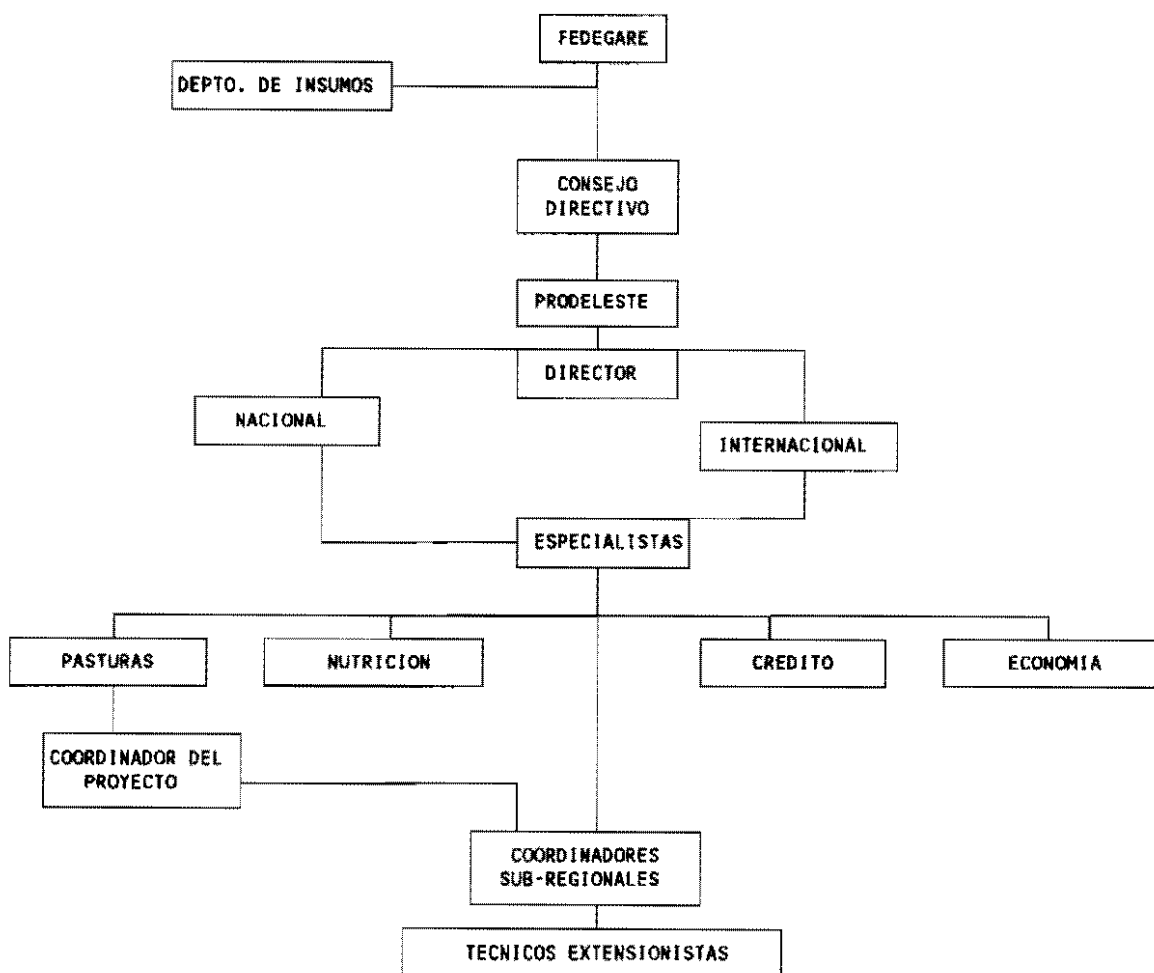 FEDEGARE
DEPTO. DE INSUMOS
CONSEJO
DIRECTIVO
PRODELESTE
DIRECTOR
NACIONAL
INTERNACIONAL
ESPECIALISTAS
PASTURAS
NUTRICION
CREDITO
ECONOMIA
COORDINADOR DEL
PROYECTO
COORDINADORES
SUB-REGIONALES
TECNICOS EXTENSIONISTAS